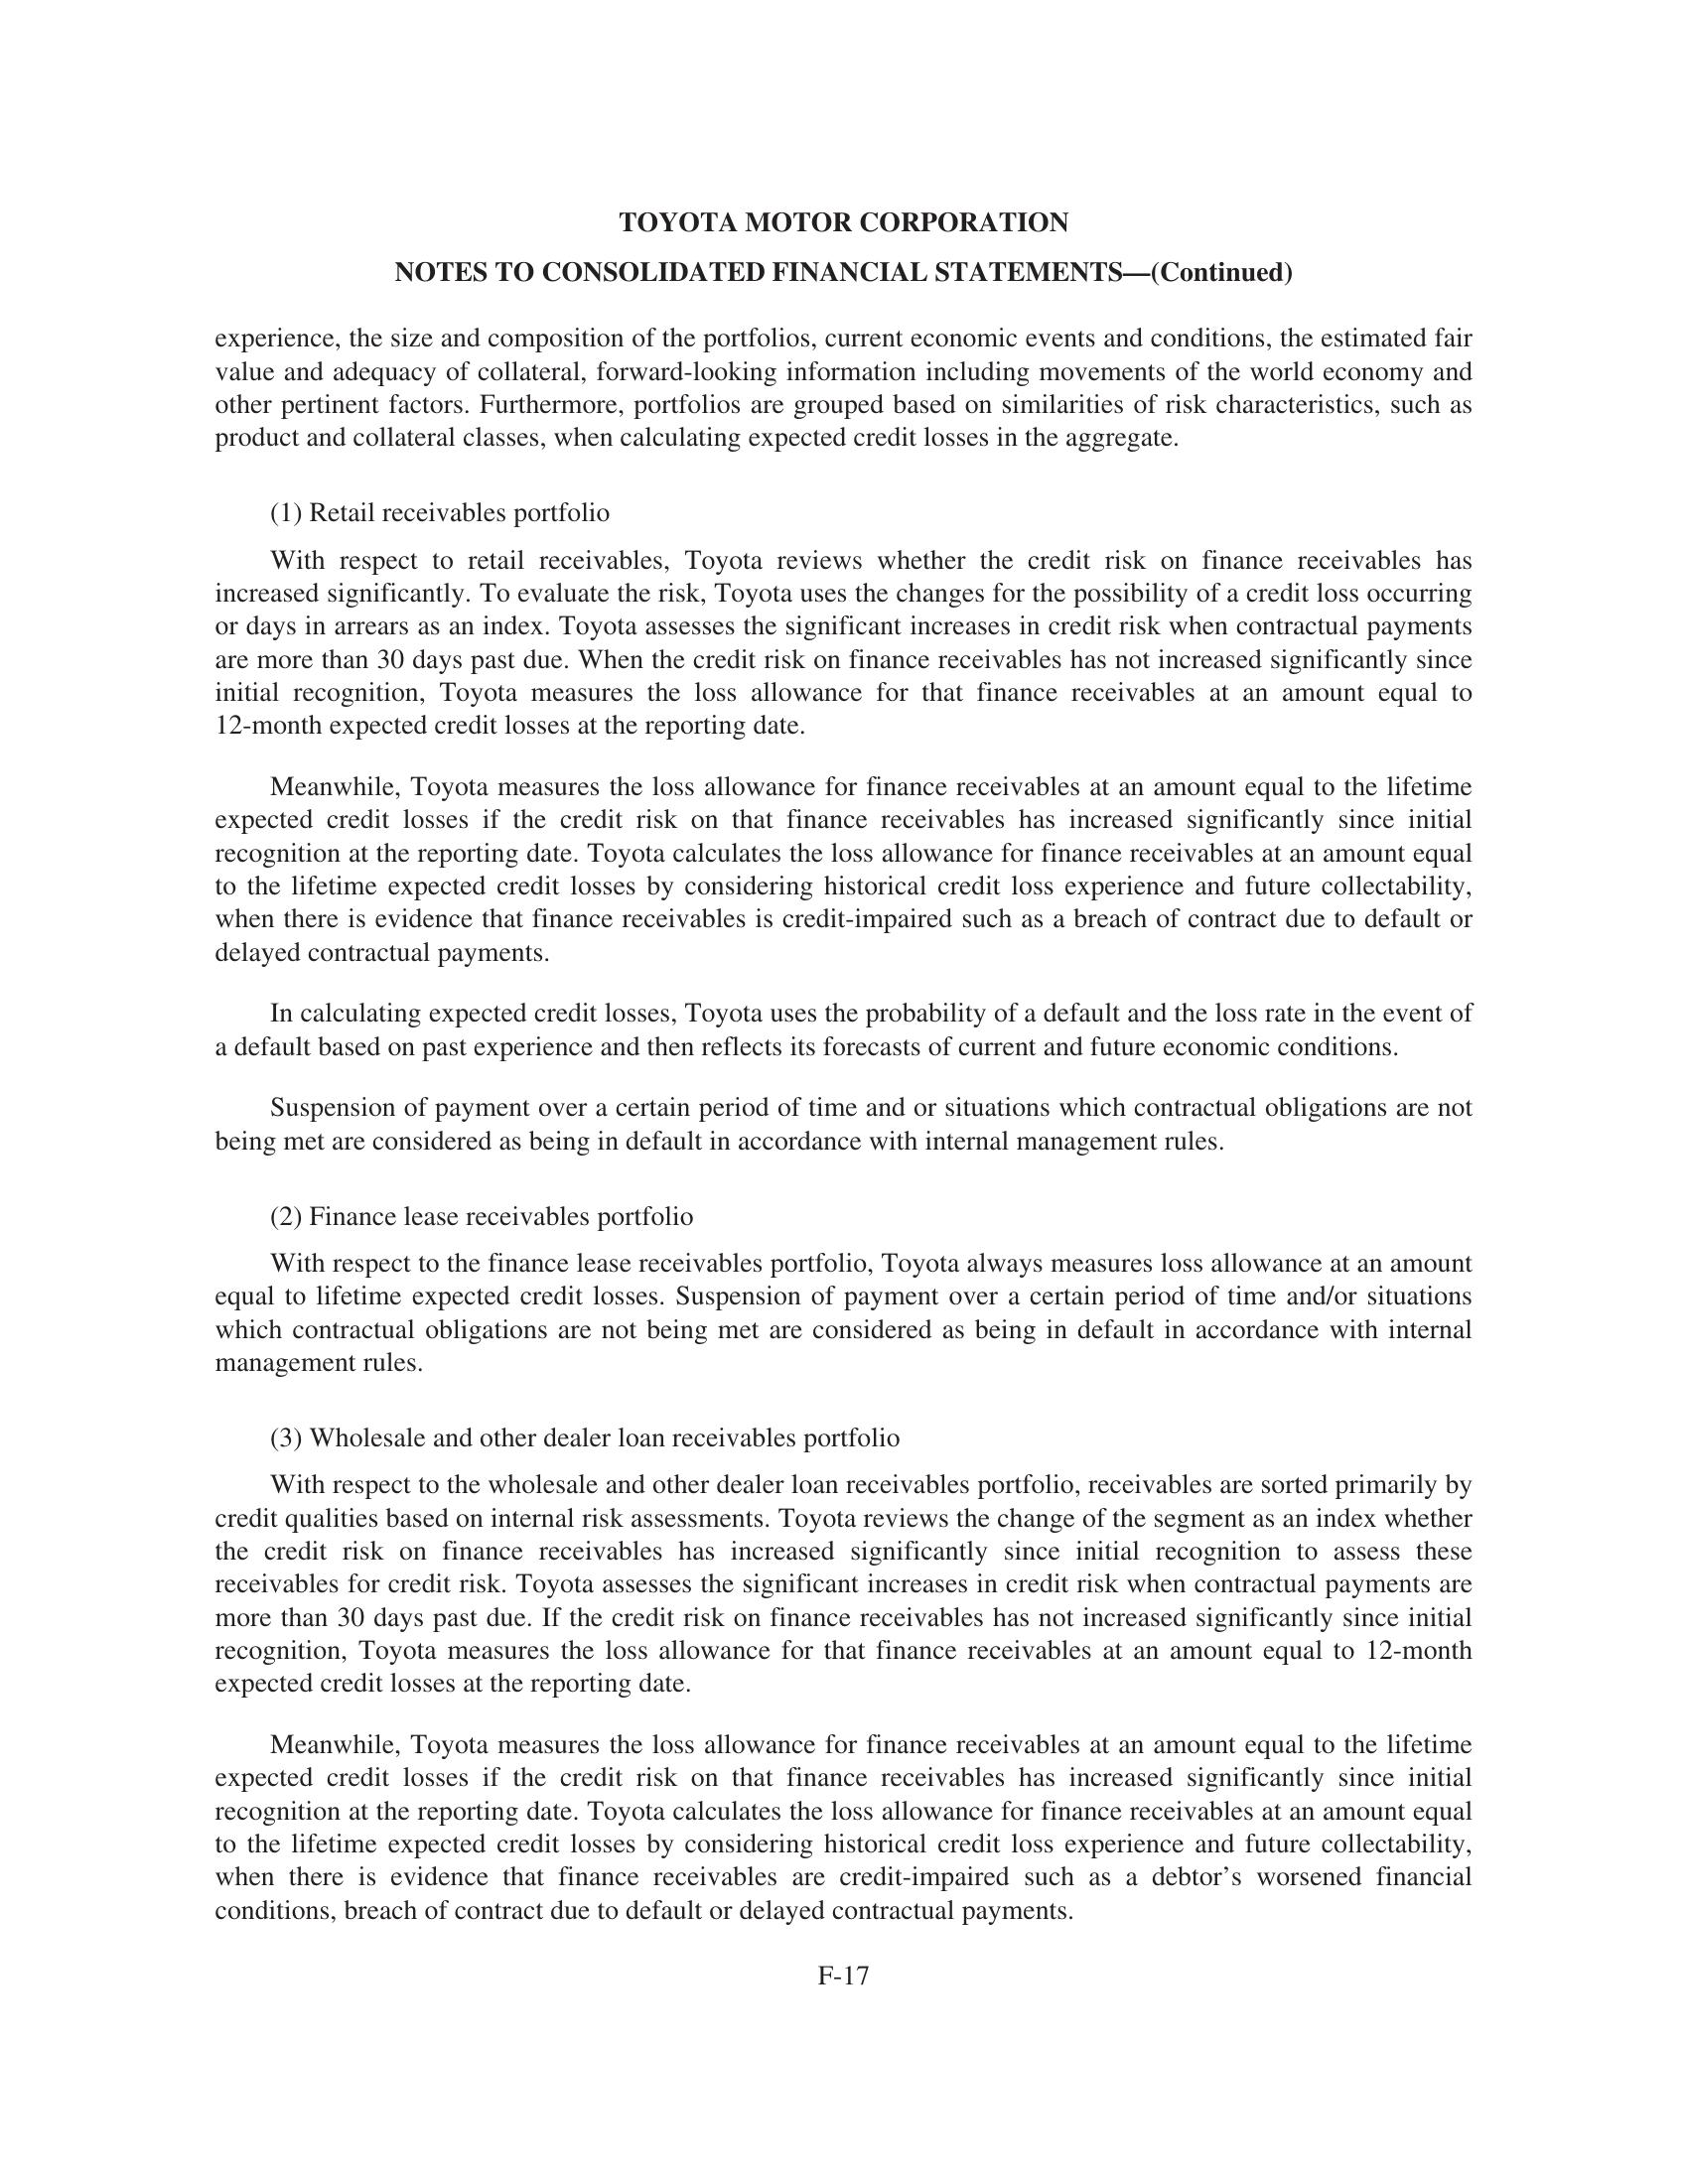 TOYOTA MOTOR CORPORATION
NOTES TO CONSOLIDATED FINANCIAL STATEMENTS—(Continued)
experience, the size and composition of the portfolios, current economic events and conditions, the estimated fair
value and adequacy of collateral, forward-looking information including movements of the world economy and
other pertinent factors. Furthermore, portfolios are grouped based on similarities of risk characteristics, such as
product and collateral classes, when calculating expected credit losses in the aggregate.
(1) Retail receivables portfolio
With respect to retail receivables, Toyota reviews whether the credit risk on finance receivables has
increased significantly. To evaluate the risk, Toyota uses the changes for the possibility of a credit loss occurring
or days in arrears as an index. Toyota assesses the significant increases in credit risk when contractual payments
are more than 30 days past due. When the credit risk on finance receivables has not increased significantly since
initial recognition, Toyota measures the loss allowance for that finance receivables at an amount equal to
12-month expected credit losses at the reporting date.
Meanwhile, Toyota measures the loss allowance for finance receivables at an amount equal to the lifetime
expected credit losses if the credit risk on that finance receivables has increased significantly since initial
recognition at the reporting date. Toyota calculates the loss allowance for finance receivables at an amount equal
to the lifetime expected credit losses by considering historical credit loss experience and future collectability,
when there is evidence that finance receivables is credit-impaired such as a breach of contract due to default or
delayed contractual payments.
In calculating expected credit losses, Toyota uses the probability of a default and the loss rate in the event of
a default based on past experience and then reflects its forecasts of current and future economic conditions.
Suspension of payment over a certain period of time and or situations which contractual obligations are not
being met are considered as being in default in accordance with internal management rules.
(2) Finance lease receivables portfolio
With respect to the finance lease receivables portfolio, Toyota always measures loss allowance at an amount
equal to lifetime expected credit losses. Suspension of payment over a certain period of time and/or situations
which contractual obligations are not being met are considered as being in default in accordance with internal
management rules.
(3) Wholesale and other dealer loan receivables portfolio
With respect to the wholesale and other dealer loan receivables portfolio, receivables are sorted primarily by
credit qualities based on internal risk assessments. Toyota reviews the change of the segment as an index whether
the credit risk on finance receivables has increased significantly since initial recognition to assess these
receivables for credit risk. Toyota assesses the significant increases in credit risk when contractual payments are
more than 30 days past due. If the credit risk on finance receivables has not increased significantly since initial
recognition, Toyota measures the loss allowance for that finance receivables at an amount equal to 12-month
expected credit losses at the reporting date.
Meanwhile, Toyota measures the loss allowance for finance receivables at an amount equal to the lifetime
expected credit losses if the credit risk on that finance receivables has increased significantly since initial
recognition at the reporting date. Toyota calculates the loss allowance for finance receivables at an amount equal
to the lifetime expected credit losses by considering historical credit loss experience and future collectability,
when there is evidence that finance receivables are credit-impaired such as a debtor’s worsened financial
conditions, breach of contract due to default or delayed contractual payments.
F-17